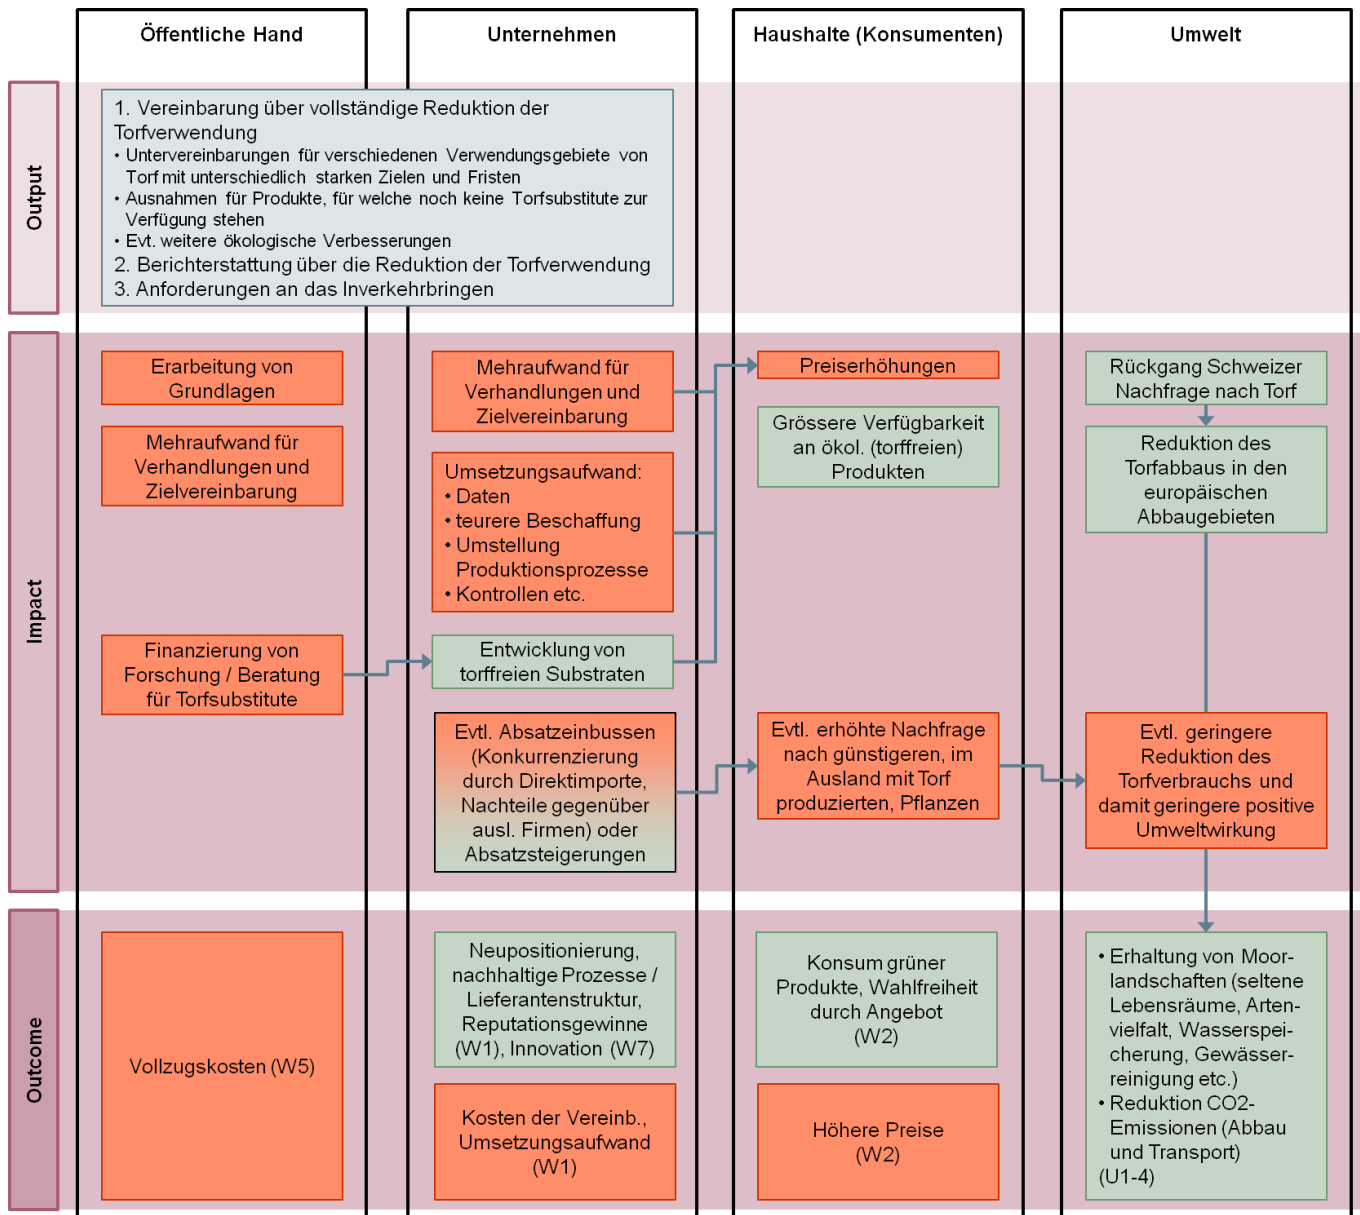 Öffentliche Hand
Unternehmen
Haushalte (Konsumenten)
Umwelt
Output
1. Vereinbarung über vollständige Reduktion der
Torfverwendung
• Untervereinbarungen für verschiedenen Verwendungsgebiete von
Torf mit unterschiedlich starken Zielen und Fristen
• Ausnahmen für Produkte, für welche noch keine Torfsubstitute zur
Verfügung stehen
• Evt. weitere ökologische Verbesserungen
2. Berichterstattung über die Reduktion der Torfverwendung
3. Anforderungen an das Inverkehrbringen
Impact
Erarbeitung von
Grundlagen
Mehraufwand für
Verhandlungen und
Zielvereinbarung
Finanzierung von
Forschung / Beratung
für Torfsubstitute
Mehraufwand für
Verhandlungen und
Zielvereinbarung
Umsetzungsaufwand:
• Daten
• teurere Beschaffung
• Umstellung
Produktionsprozesse
• Kontrollen etc.
Entwicklung von
torffreien Substraten
Evtl. Absatzeinbussen
(Konkurrenzierung
durch Direktimporte,
Nachteile gegenüber
ausl. Firmen) oder
Absatzsteigerungen
Preiserhöhungen
Grössere Verfügbarkeit
an ökol. (torffreien)
Produkten
Evtl. erhöhte Nachfrage
nach günstigeren, im
Ausland mit Torf
produzierten, Pflanzen
Rückgang Schweizer
Nachfrage nach Torf
Reduktion des
Torfabbaus in den
europäischen
Abbaugebieten
Evtl. geringere
Reduktion des
Torfverbrauchs und
damit geringere positive
Umweltwirkung
Outcome
Vollzugskosten (W5)
Neupositionierung,
nachhaltige Prozesse /
Lieferantenstruktur,
Reputationsgewinne
(W1), Innovation (W7)
Kosten der Vereinb.,
Umsetzungsaufwand
(W1)
Konsum grüner
Produkte, Wahlfreiheit
durch Angebot
(W2)
Höhere Preise
(W2)
• Erhaltung von Moor-
landschaften (seltene
Lebensräume, Arten-
vielfalt, Wasserspei-
cherung, Gewässer-
reinigung etc.)
• Reduktion CO2-
Emissionen (Abbau
und Transport)
(U1-4)